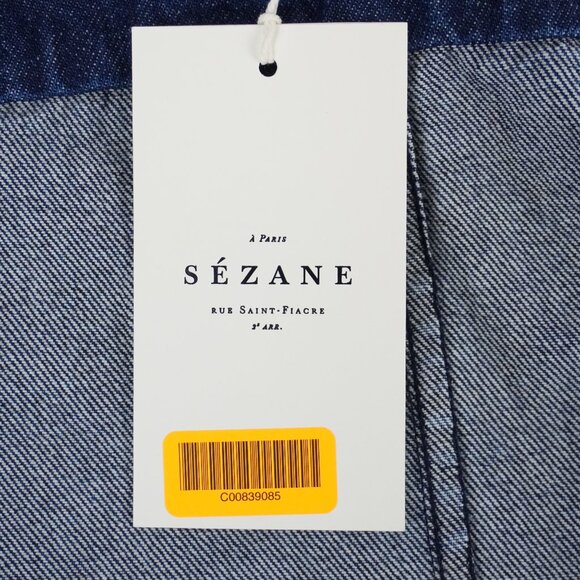 À PARIS
SÉZANE
RUE SAINT-FIACRE
2e ARR.
C00839085